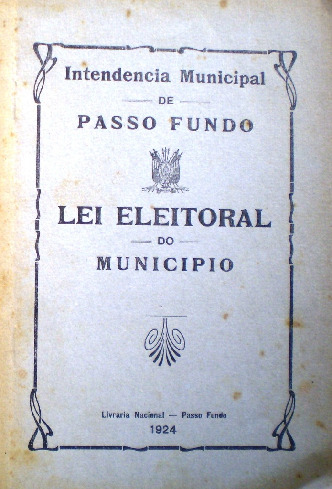 Intendencia Municipal
DE
PASSO FUNDO
LEI ELEITORAL
DO
MUNICIPIO
Livraria Nacional — Passo Fundo
1924